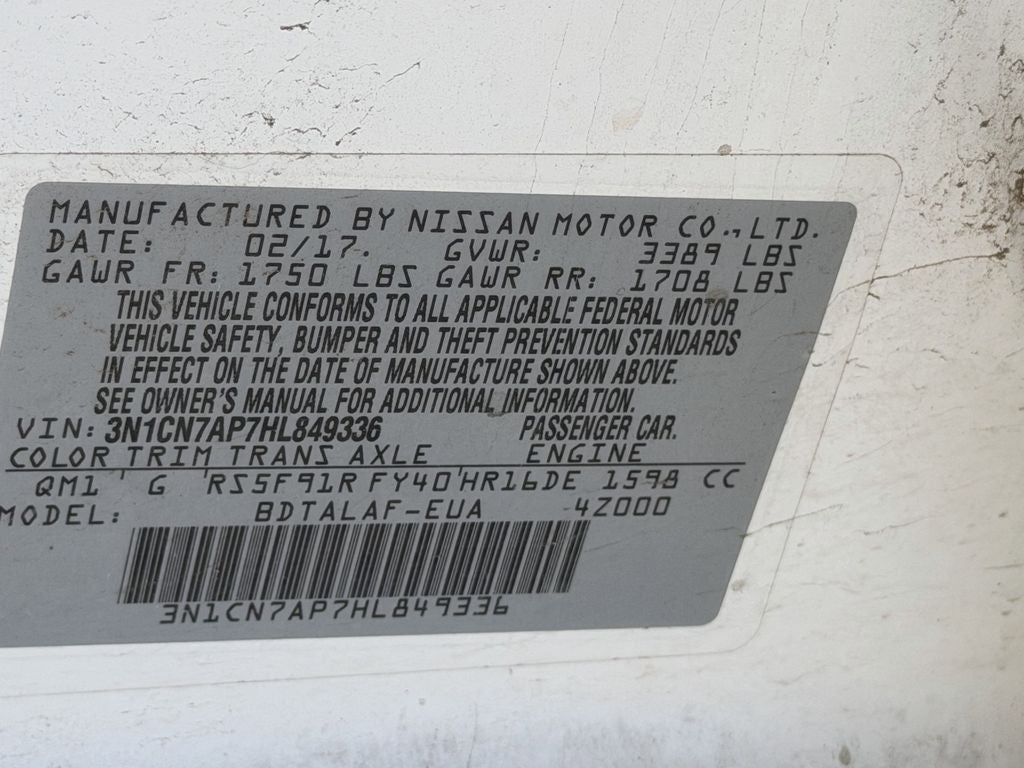 MANUFACTURED BY NISSAN MOTOR CO., LTD.
DATE: 02/17. GVWR: 3389 LBS
GAWR FR: 1750 LBS GAWR RR: 1708 LBS
THIS VEHICLE CONFORMS TO ALL APPLICABLE FEDERAL MOTOR
VEHICLE SAFETY, BUMPER AND THEFT PREVENTION STANDARDS
IN EFFECT ON THE DATE OF MANUFACTURE SHOWN ABOVE.
SEE OWNER'S MANUAL FOR ADDITIONAL INFORMATION.
VIN: 3N1CN7AP7HL849336 PASSENGER CAR.
COLOR TRIM TRANS AXLE ENGINE
QM1 ' G ' RS5F91R FY40 ' HR16DE 1598 CC
MODEL: BDTALAF-EUA -4Z000
3N1CN7AP7HL849336